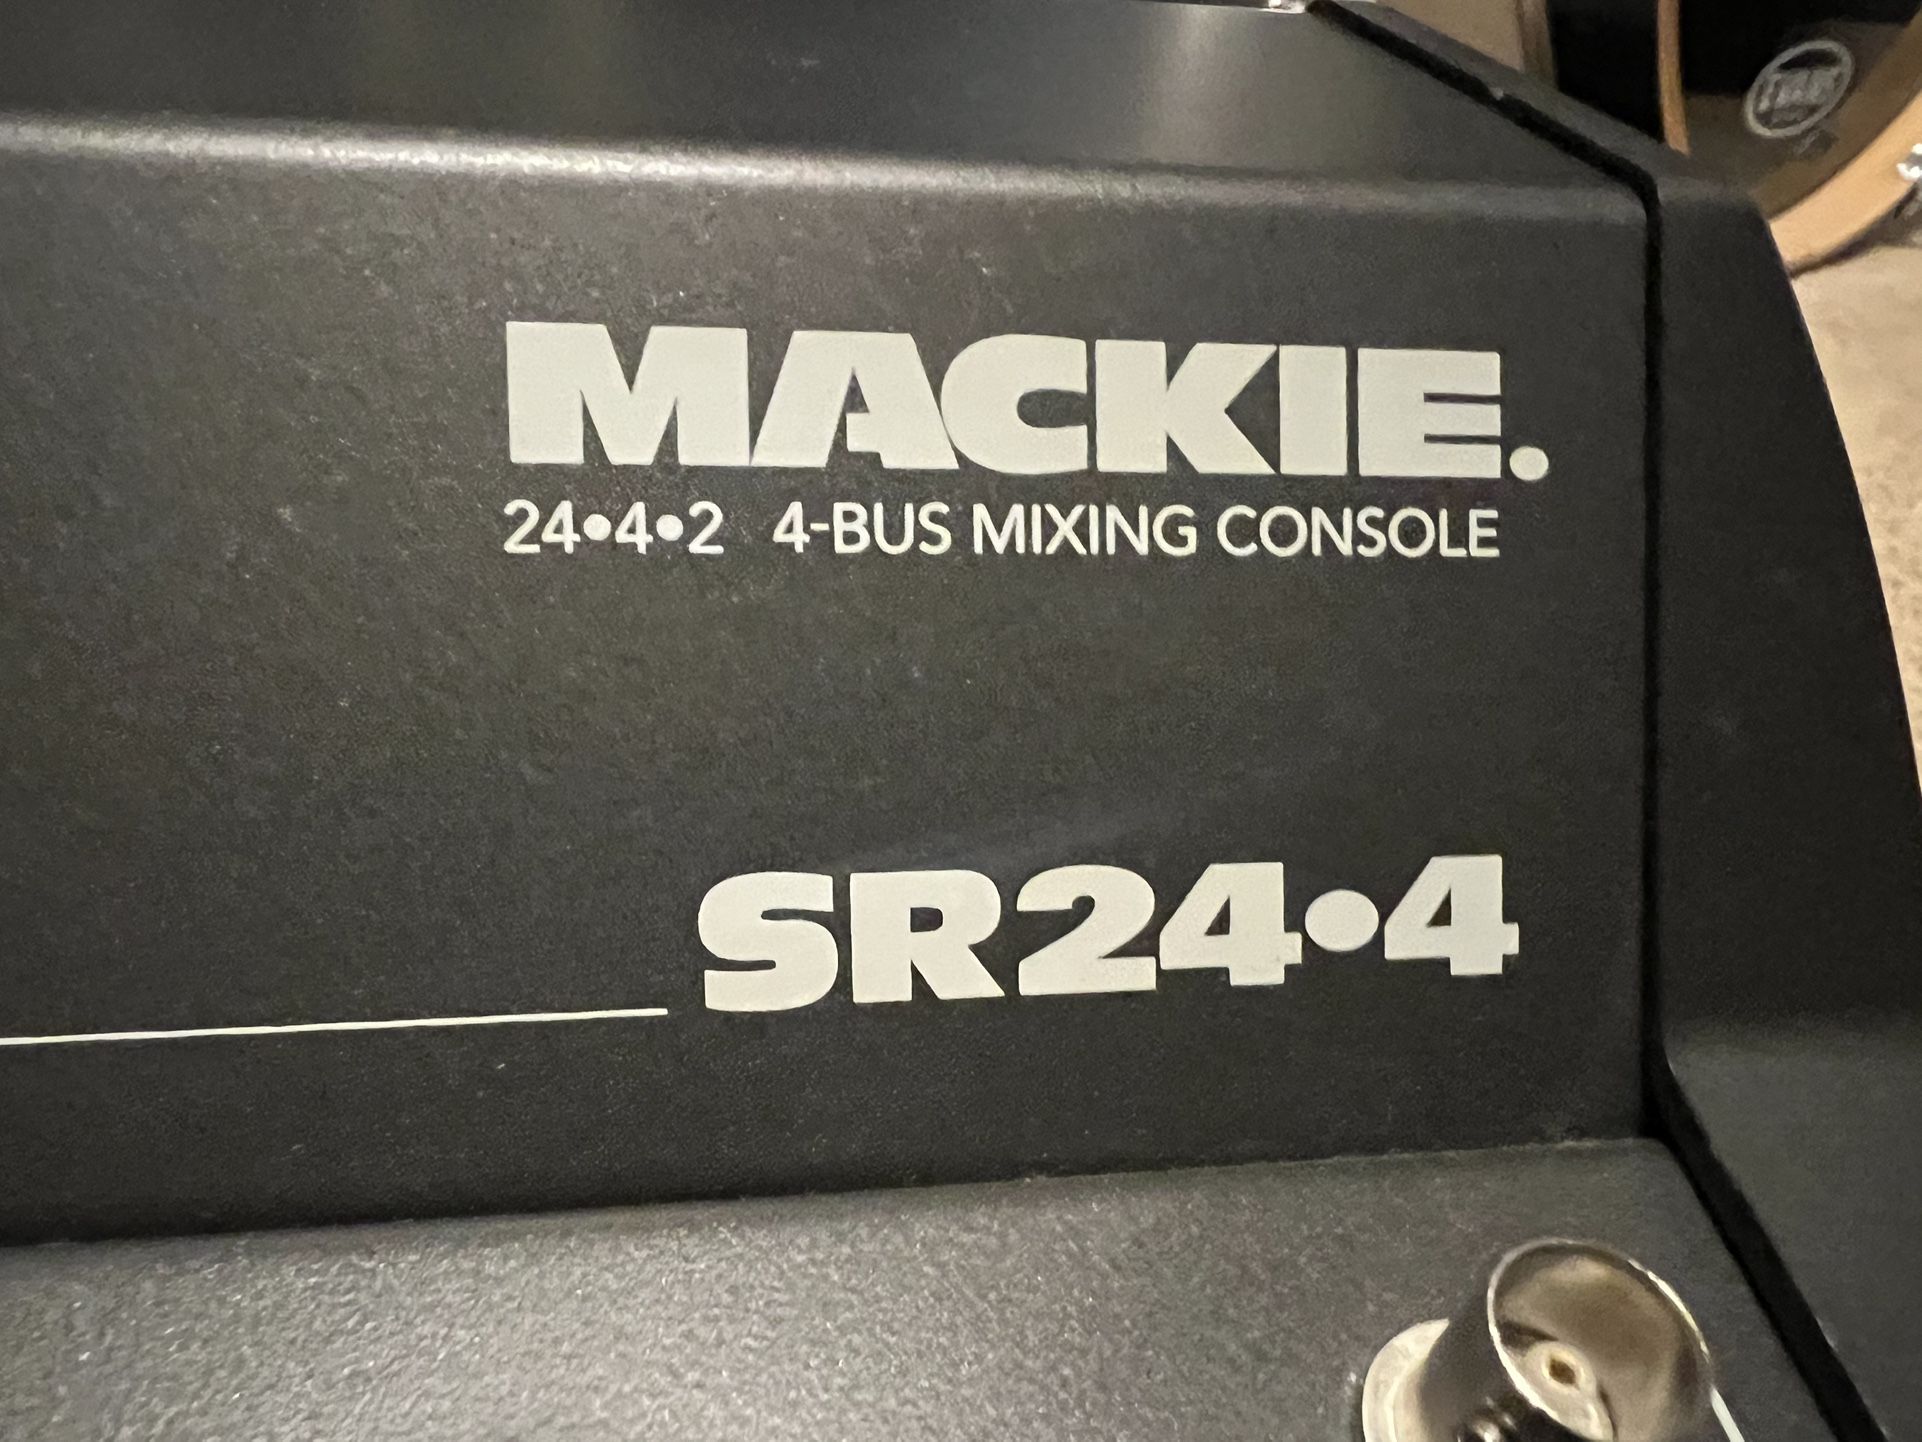 MACKIE.
24•4•2 4-BUS MIXING CONSOLE
SR24•4